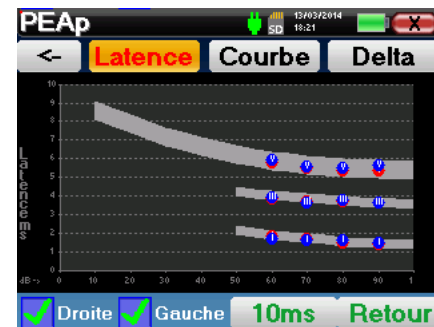 PEAp SD 13/03/2014 18:21 X
<- Latence Courbe Delta
10
9
8
7
6
5
4
3
2
1
0
Latencems
V V V V
III III III III
I I I I
dB-> 0 10 20 30 40 50 60 70 80 90 1
Droite Gauche 10ms Retour